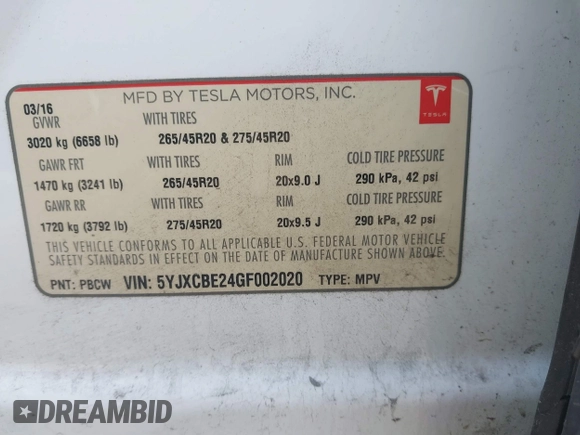 MFD BY TESLA MOTORS, INC.
TESLA
03/16
GVWR WITH TIRES
3020 kg (6658 lb) 265/45R20 & 275/45R20
GAWR FRT WITH TIRES RIM COLD TIRE PRESSURE
1470 kg (3241 lb) 265/45R20 20x9.0 J 290 kPa, 42 psi
GAWR RR WITH TIRES RIM COLD TIRE PRESSURE
1720 kg (3792 lb) 275/45R20 20x9.5 J 290 kPa, 42 psi
THIS VEHICLE CONFORMS TO ALL APPLICABLE U.S. FEDERAL MOTOR VEHICLE
SAFETY STANDARDS IN EFFECT ON THE DATE OF MANUFACTURE SHOWN ABOVE.
PNT: PBCW VIN: 5YJXCBE24GF002020 TYPE: MPV
DREAMBID